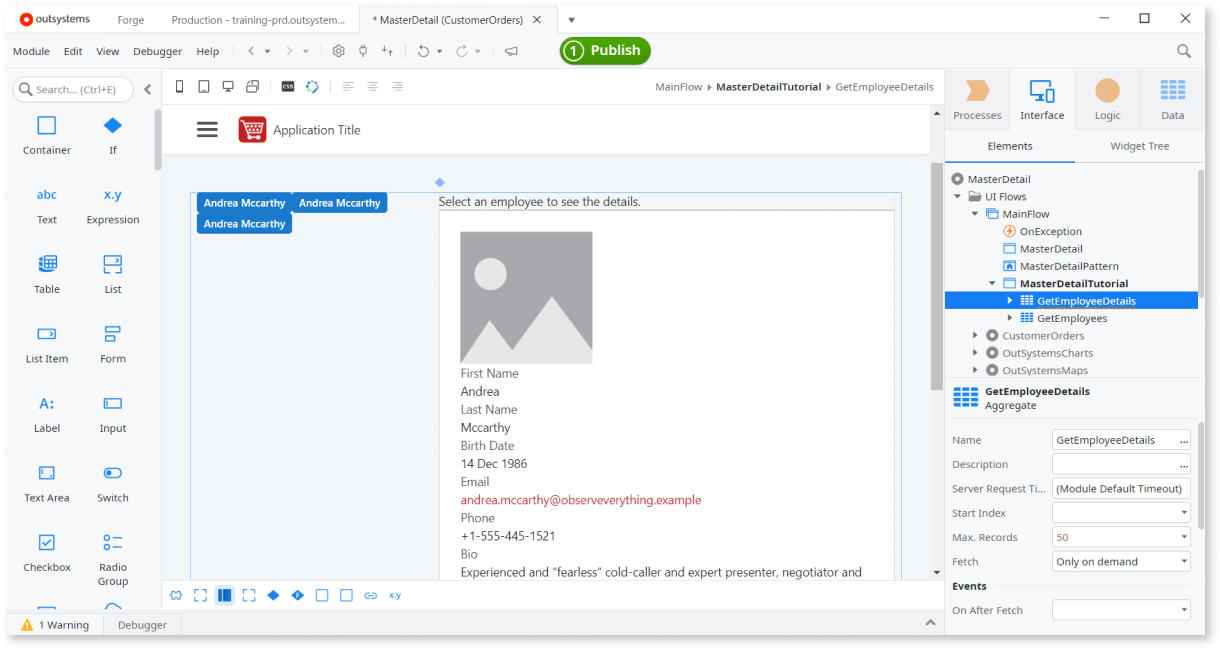 outsystems
Forge
Production - training-prd.outsystem...
* MasterDetail (CustomerOrders)
Module Edit View Debugger Help
1 Publish
Search... (Ctrl+E)
CSS
MainFlow MasterDetailTutorial GetEmployeeDetails
Processes Interface Logic Data
Elements Widget Tree
Container If
abc x.y
Text Expression
Table List
List Item Form
A:
Label Input
Text Area Switch
Checkbox Radio
Group
Application Title
Andrea Mccarthy Andrea Mccarthy
Andrea Mccarthy
Select an employee to see the details.
First Name
Andrea
Last Name
Mccarthy
Birth Date
14 Dec 1986
Email
andrea.mccarthy@observeverything.example
Phone
+1-555-445-1521
Bio
Experienced and “fearless” cold-caller and expert presenter, negotiator and
x.y
MasterDetail
UI Flows
MainFlow
OnException
MasterDetail
MasterDetailPattern
MasterDetailTutorial
GetEmployeeDetails
GetEmployees
CustomerOrders
OutSystemsCharts
OutSystemsMaps
GetEmployeeDetails
Aggregate
Name GetEmployeeDetails ...
Description ...
Server Request Ti... (Module Default Timeout)
Start Index
Max. Records 50
Fetch Only on demand
Events
On After Fetch
1 Warning Debugger